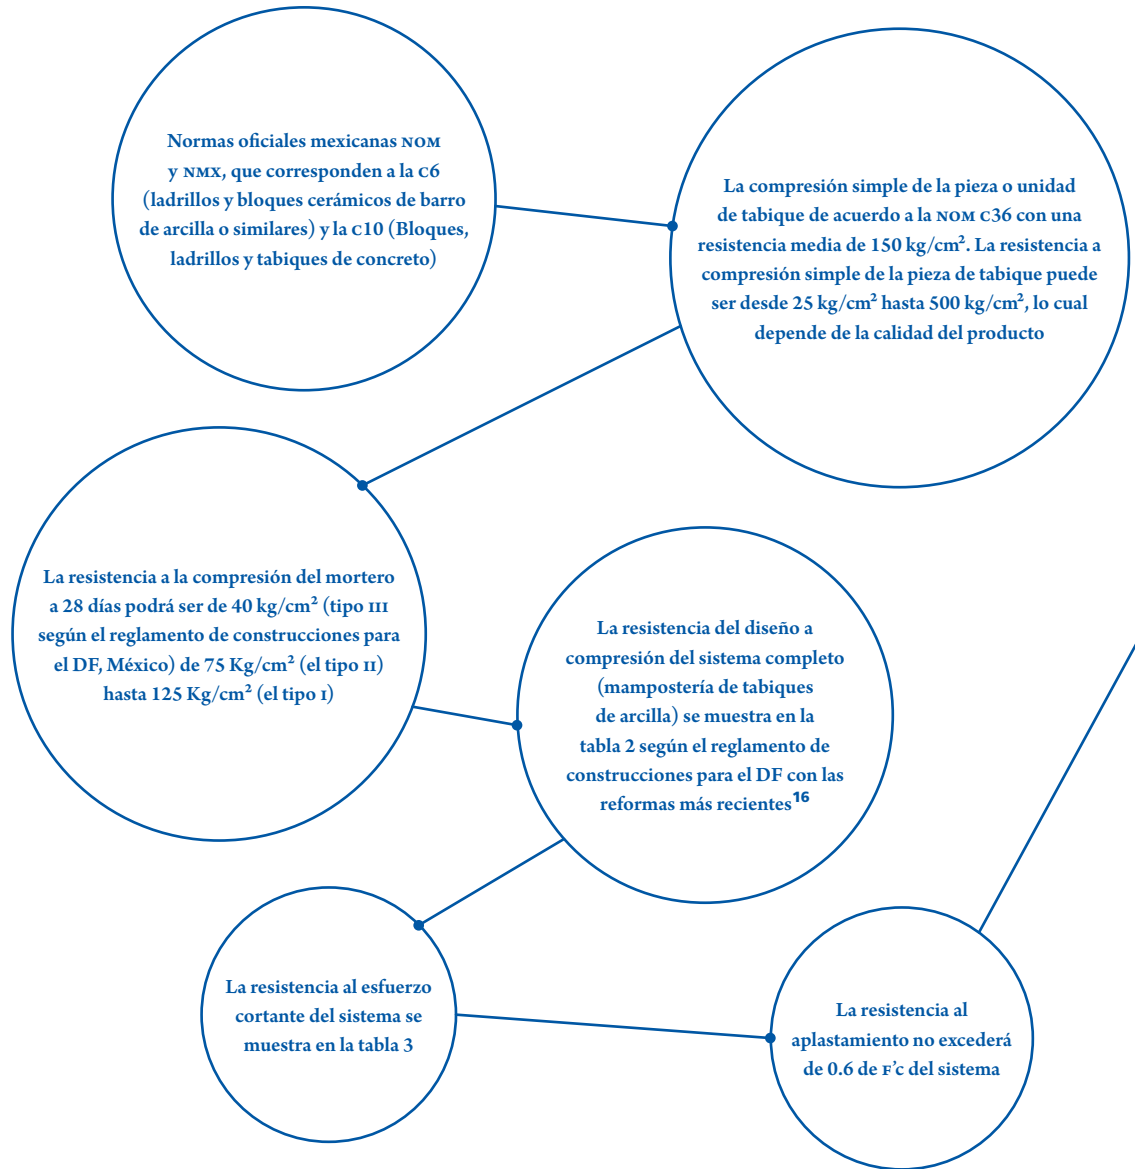 Normas oficiales mexicanas NOM
y NMX, que corresponden a la C6
(ladrillos y bloques cerámicos de barro
de arcilla o similares) y la C10 (Bloques,
ladrillos y tabiques de concreto)
La compresión simple de la pieza o unidad
de tabique de acuerdo a la NOM C36 con una
resistencia media de 150 kg/cm². La resistencia a
compresión simple de la pieza de tabique puede
ser desde 25 kg/cm² hasta 500 kg/cm², lo cual
depende de la calidad del producto
La resistencia a la compresión del mortero
a 28 días podrá ser de 40 kg/cm² (tipo III
según el reglamento de construcciones para
el DF, México) de 75 Kg/cm² (el tipo II)
hasta 125 Kg/cm² (el tipo I)
La resistencia del diseño a
compresión del sistema completo
(mampostería de tabiques
de arcilla) se muestra en la
tabla 2 según el reglamento de
construcciones para el DF con las
reformas más recientes¹⁶
La resistencia al esfuerzo
cortante del sistema se
muestra en la tabla 3
La resistencia al
aplastamiento no excederá
de 0.6 de F'c del sistema